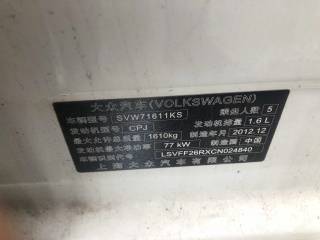 大众汽车(VOLKSWAGEN)
车辆型号 SVW71611KS 乘坐人数 5
发动机型号 CPJ 发动机排量 1.6 L
最大允许总质量 1610kg 制造年月 2012.12
发动机最大净功率 77 kW 制造国 中国
车辆识别代号 LSVFF26RXCN024840
上海大众汽车有限公司